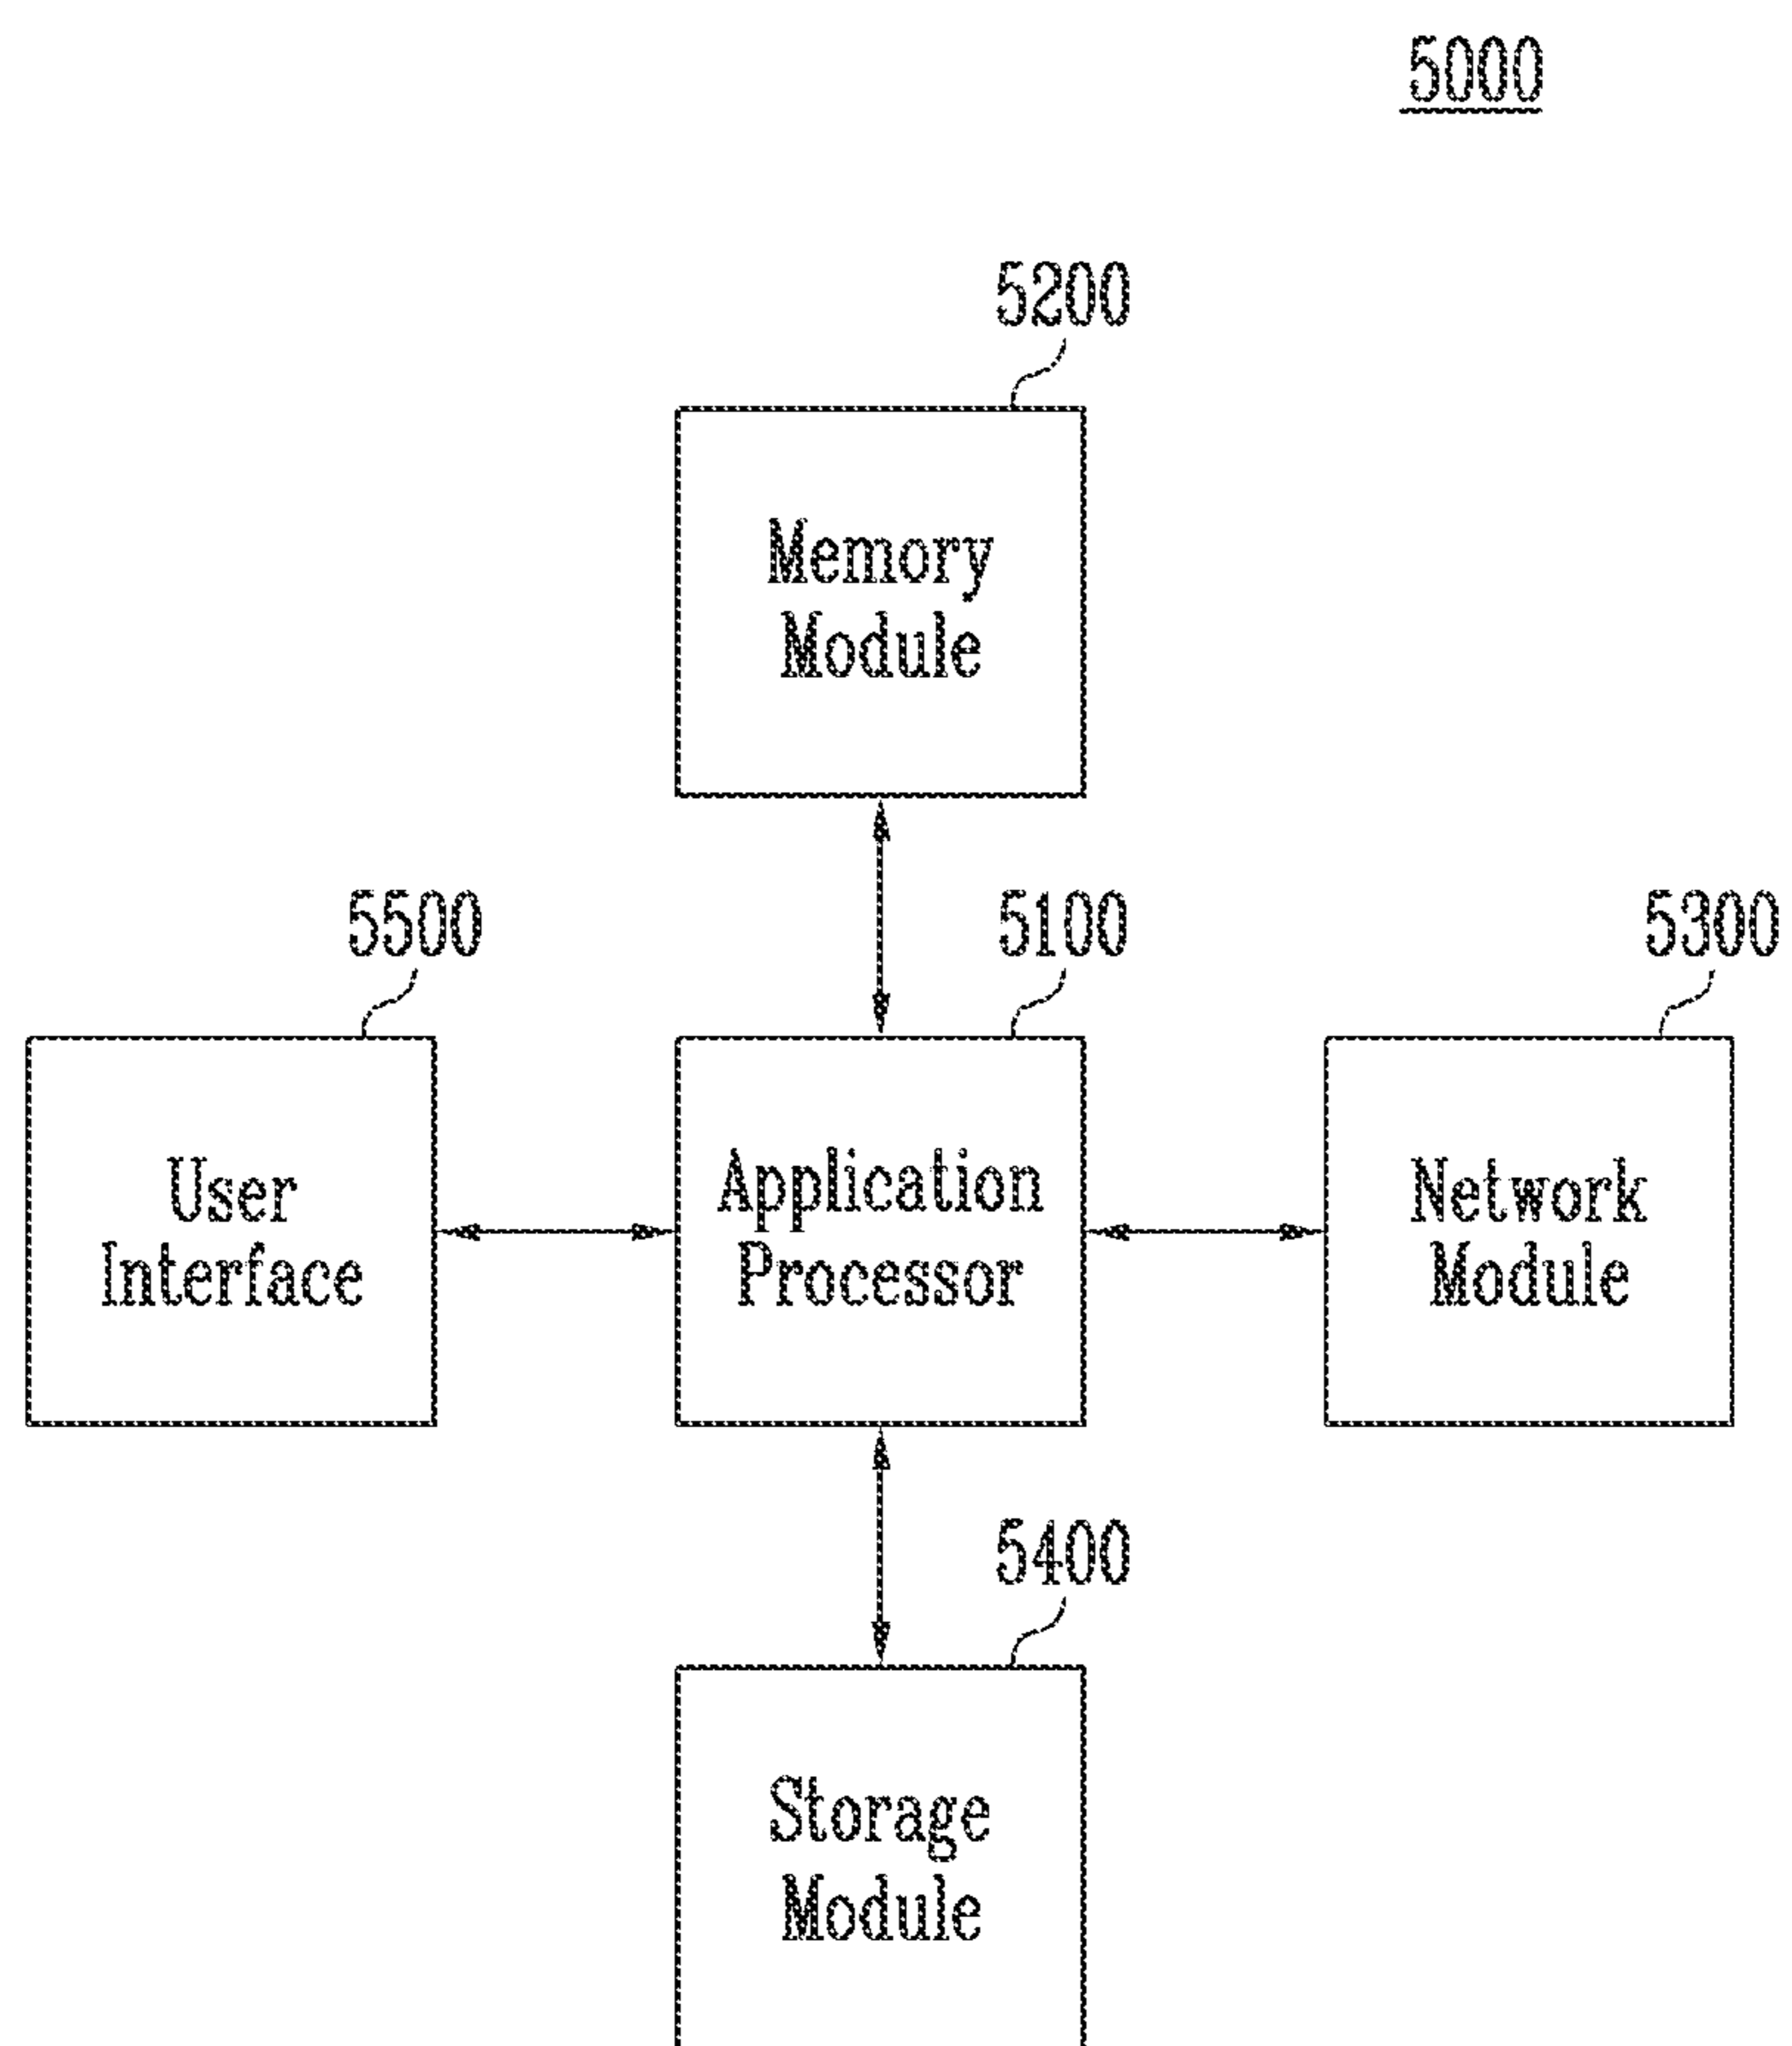 5000
5200
Memory
Module
5500
5100
5300
User
Interface
Application
Processor
Network
Module
5400
Storage
Module